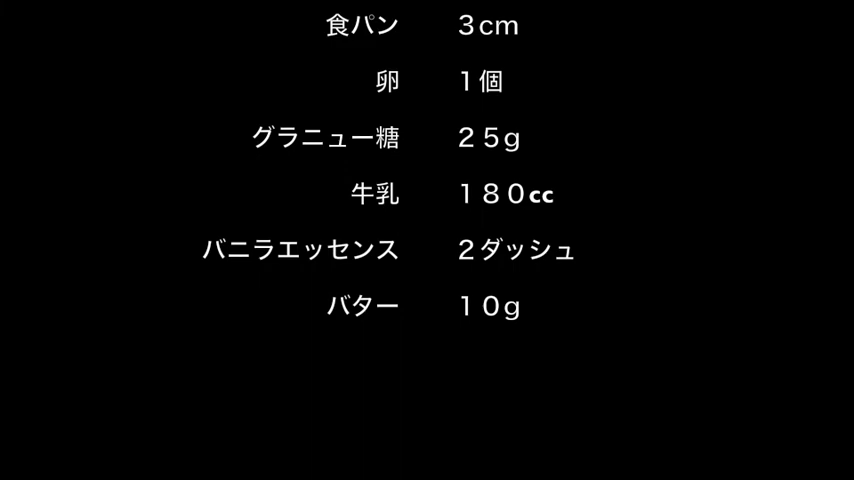 食パン　３cm
卵　１個
グラニュー糖　２５g
牛乳　１８０cc
バニラエッセンス　２ダッシュ
バター　１０g